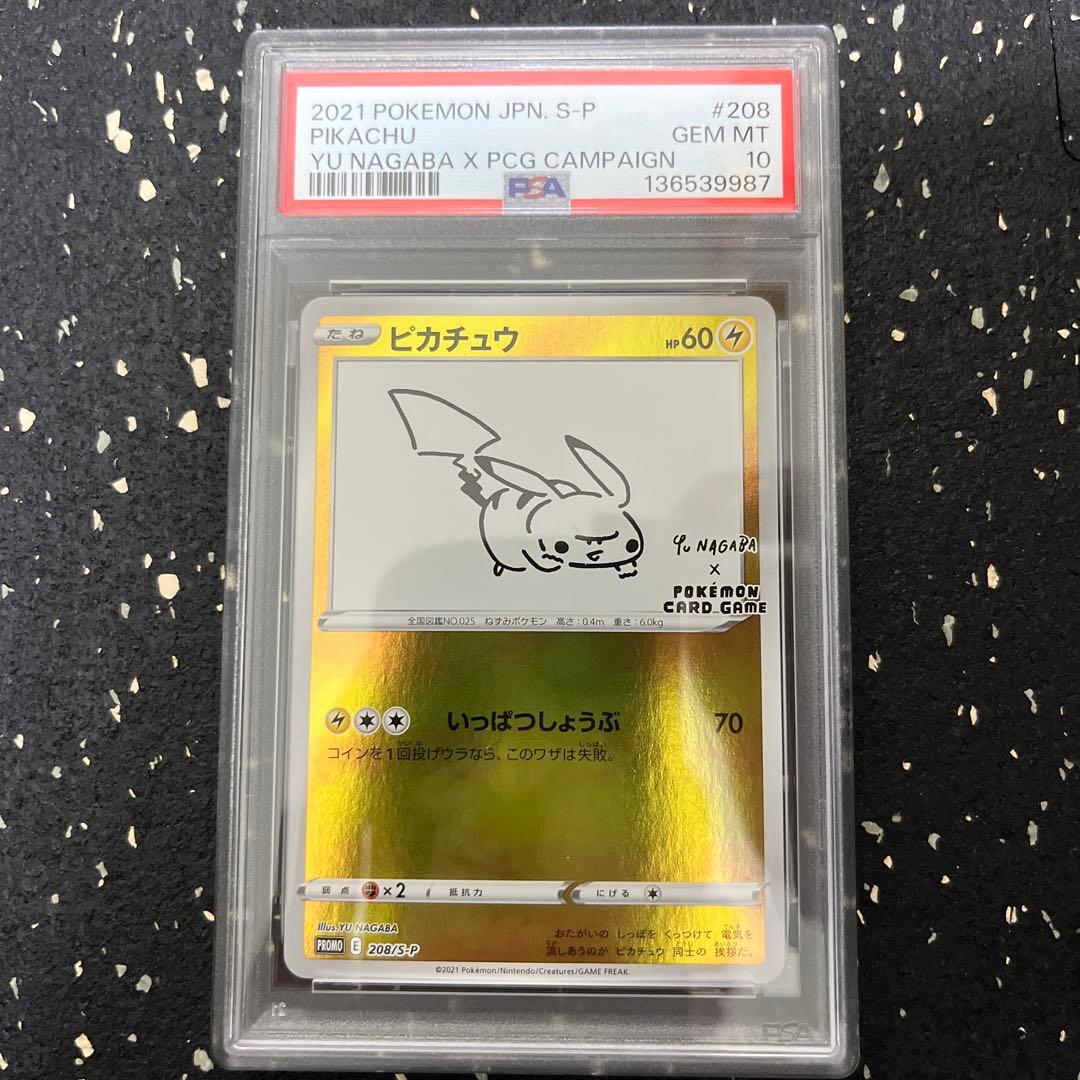 2021 POKEMON JPN. S-P #208
PIKACHU GEM MT
YU NAGABA X PCG CAMPAIGN 10
PSA 136539987
たね ピカチュウ HP60
YU NAGABA
X
POKÉMON
CARD GAME
全国図鑑NO.025 ねずみポケモン 高さ:0.4m 重さ:6.0kg
いっぱつしょうぶ 70
コインを1回投げウラなら、このワザは失敗。
弱点 ×2 抵抗力 にげる
Illus.YU NAGABA
PROMO E 208/S-P
おたがいの しっぽを くっつけて 電気を
流しあうのが ピカチュウ 同士の 挨拶だ。
©2021 Pokémon/Nintendo/Creatures/GAME FREAK.
PSA